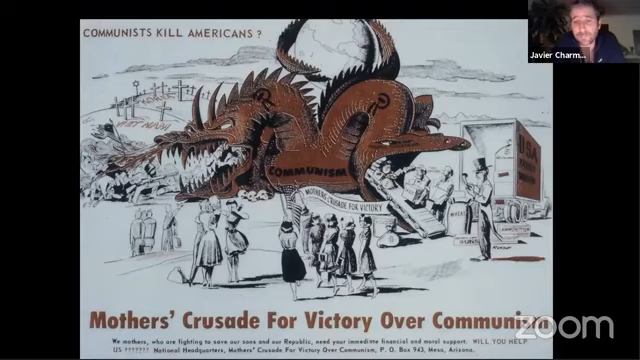 COMMUNISTS KILL AMERICANS ?
Javier Charm...
COMMUNISM
MOTHERS CRUSADE FOR VICTORY
USA
WHEAT
Mothers' Crusade For Victory Over Communism
We mothers, who are fighting to save our sons and our Republic, need your immediate financial and moral support. WILL YOU HELP
US ??????? National Headquarters, Mothers' Crusade For Victory Over Communism, P. O. Box 943, Mesa, Arizona.
zoom